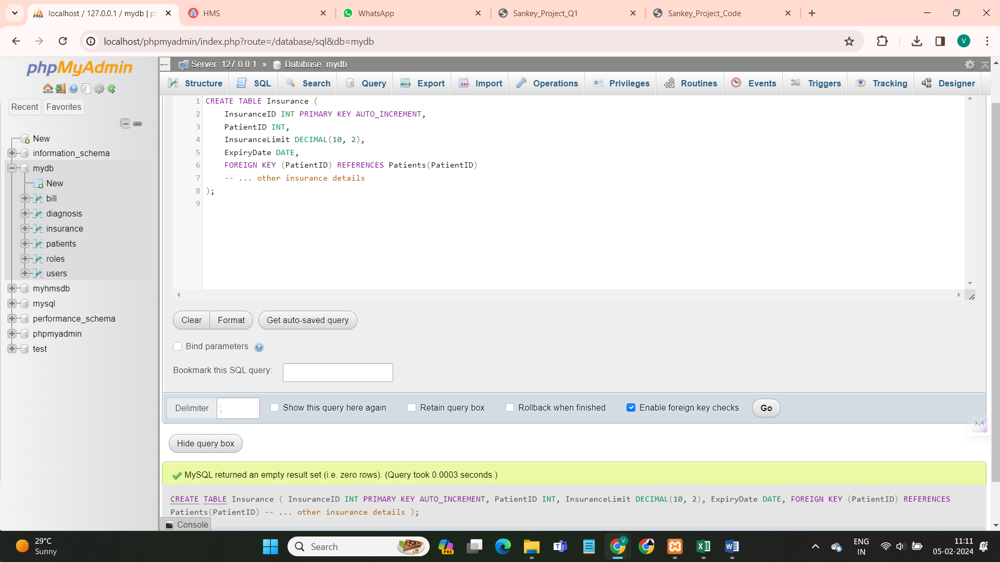 localhost / 127.0.0.1 / mydb | ph
HMS
WhatsApp
Sankey_Project_Q1
Sankey_Project_Code
localhost/phpmyadmin/index.php?route=/database/sql&db=mydb
V
phpMyAdmin
Recent
Favorites
New
information_schema
mydb
New
bill
diagnosis
insurance
patients
roles
users
myhmsdb
mysql
performance_schema
phpmyadmin
test
Server: 127.0.0.1 » Database: mydb
Structure
SQL
Search
Query
Export
Import
Operations
Privileges
Routines
Events
Triggers
Tracking
Designer
1 CREATE TABLE Insurance (
2 InsuranceID INT PRIMARY KEY AUTO_INCREMENT,
3 PatientID INT,
4 InsuranceLimit DECIMAL(10, 2),
5 ExpiryDate DATE,
6 FOREIGN KEY (PatientID) REFERENCES Patients(PatientID)
7 -- ... other insurance details
8 );
9
Clear
Format
Get auto-saved query
Bind parameters
Bookmark this SQL query:
Delimiter
;
Show this query here again
Retain query box
Rollback when finished
Enable foreign key checks
Go
Hide query box
MySQL returned an empty result set (i.e. zero rows). (Query took 0.0003 seconds.)
CREATE TABLE Insurance ( InsuranceID INT PRIMARY KEY AUTO_INCREMENT, PatientID INT, InsuranceLimit DECIMAL(10, 2), ExpiryDate DATE, FOREIGN KEY (PatientID) REFERENCES
Patients(PatientID) -- ... other insurance details );
Console
29°C
Sunny
Search
PRE
V
ENG
IN
11:11
05-02-2024